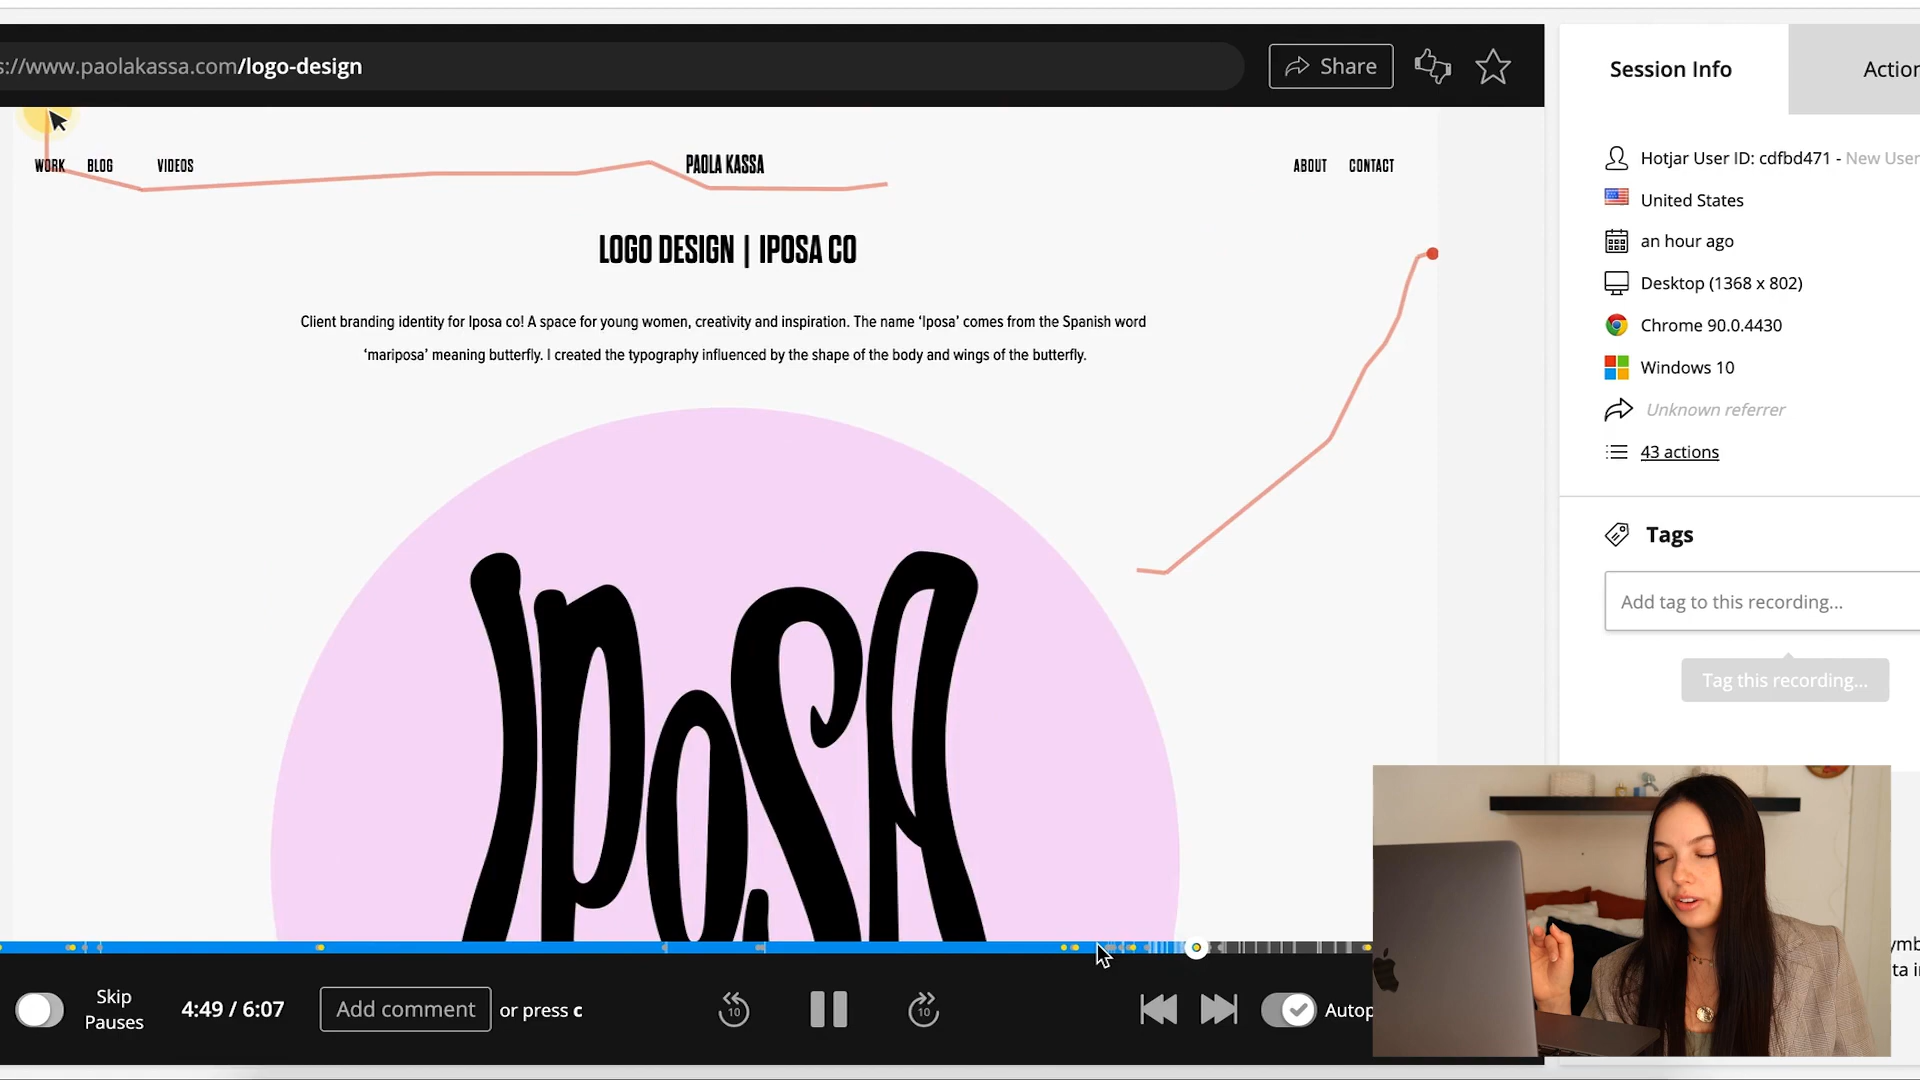 s://www.paolakassa.com/logo-design
Share
Session Info
Action
WORK BLOG VIDEOS
PAOLA KASSA
ABOUT CONTACT
LOGO DESIGN | IPOSA CO
Client branding identity for Iposa co! A space for young women, creativity and inspiration. The name ‘Iposa’ comes from the Spanish word
‘mariposa’ meaning butterfly. I created the typography influenced by the shape of the body and wings of the butterfly.
IPOSA
Hotjar User ID: cdfbd471 - New User
United States
an hour ago
Desktop (1368 x 802)
Chrome 90.0.4430
Windows 10
Unknown referrer
43 actions
Tags
Add tag to this recording...
Tag this recording...
Skip
Pauses
4:49 / 6:07
Add comment
or press c
10
10
Autop